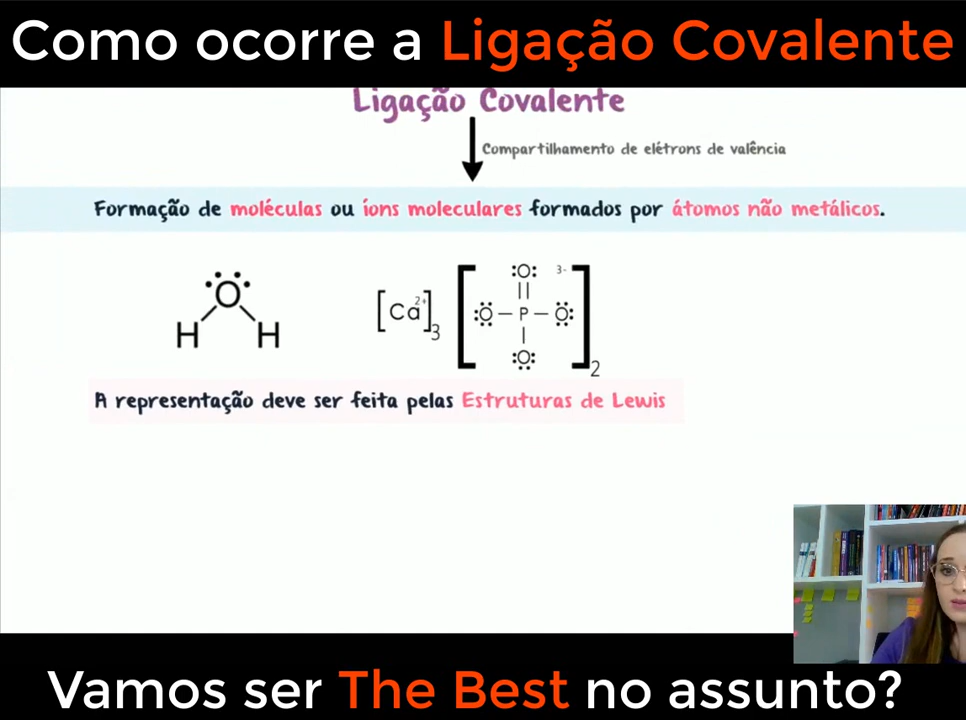 Como ocorre a Ligação Covalente
Ligação Covalente
Compartilhamento de elétrons de valência
Formação de moléculas ou íons moleculares formados por átomos não metálicos.
:O: 3-
O [Ca 2+]3 [ :O – P – O: ]2
H H
:O:
A representação deve ser feita pelas Estruturas de Lewis
Vamos ser The Best no assunto?